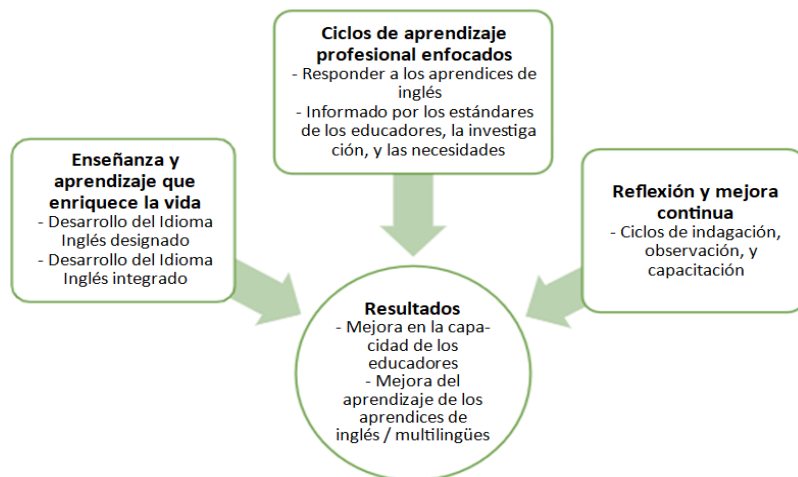 Ciclos de aprendizaje
profesional enfocados
- Responder a los aprendices de
inglés
- Informado por los estándares
de los educadores, la investiga
ción, y las necesidades
Enseñanza y
aprendizaje que
enriquece la vida
- Desarrollo del Idioma
Inglés designado
- Desarrollo del Idioma
Inglés integrado
Reflexión y mejora
continua
- Ciclos de indagación,
observación, y
capacitación
Resultados
- Mejora en la capa-
cidad de los
educadores
- Mejora del
aprendizaje de los
aprendices de
inglés / multilingües